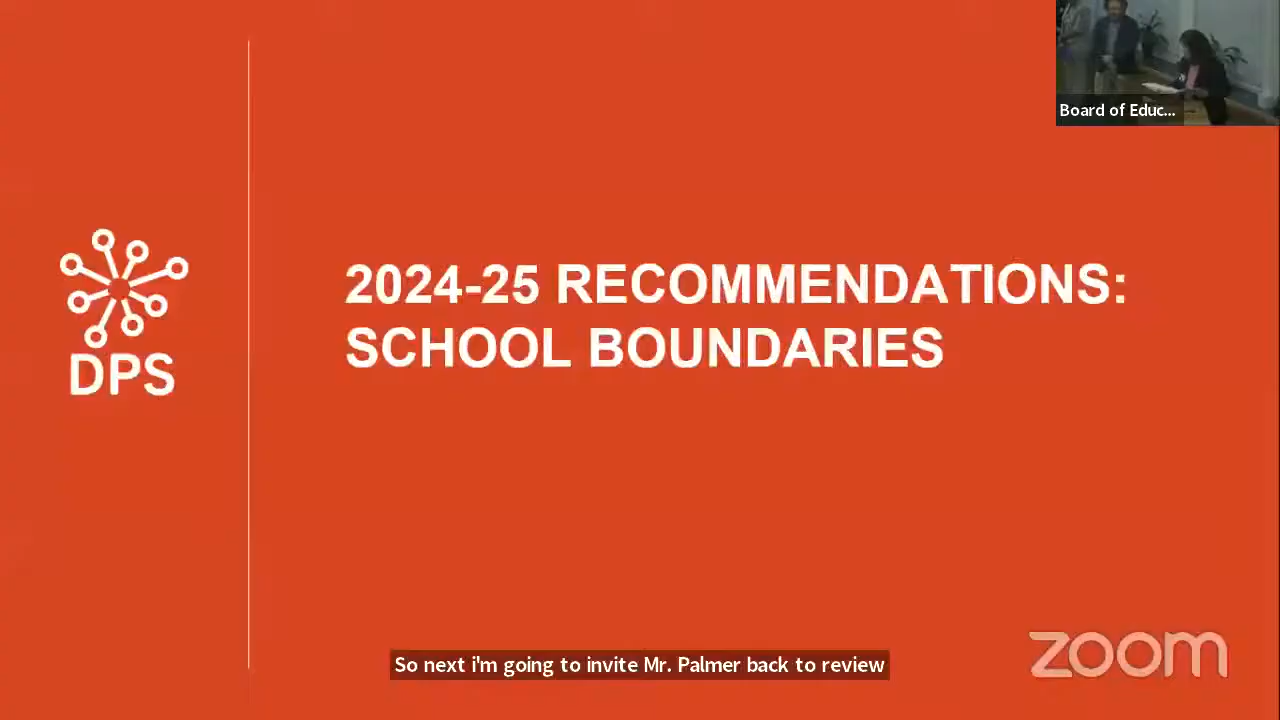 Board of Educ...
2024-25 RECOMMENDATIONS:
SCHOOL BOUNDARIES
DPS
So next i'm going to invite Mr. Palmer back to review
zoom